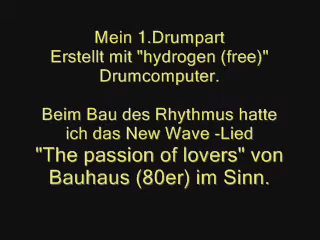 Mein 1.Drumpart
Erstellt mit "hydrogen (free)"
Drumcomputer.
Beim Bau des Rhythmus hatte
ich das New Wave -Lied
"The passion of lovers" von
Bauhaus (80er) im Sinn.